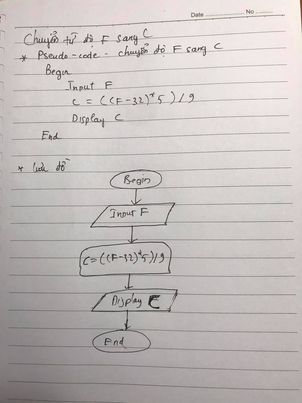 Date No
Chuyển từ độ F sang C
* Pseudo-code - chuyển độ F sang C
Begin
Input F
C = ((F-32)*5)/9
Display C
End
* Lưu đồ
Begin
Input F
C=((F-32)*5)/9
Display C
End